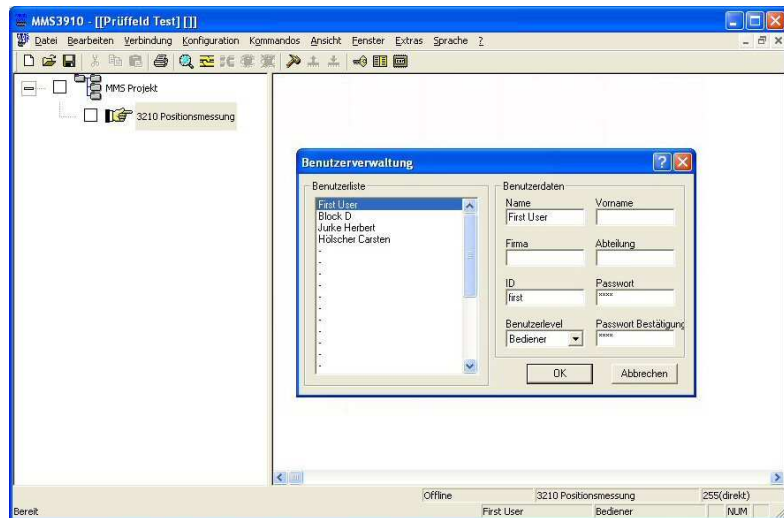 MMS3910 - [[Prüffeld Test] []]
Datei Bearbeiten Verbindung Konfiguration Kommandos Ansicht Fenster Extras Sprache ?
MMS Projekt
3210 Positionsmessung
Benutzerverwaltung
Benutzerliste
First User
Block D
Jurke Herbert
Hölscher Carsten
-
-
-
-
-
-
-
-
-
-
-
Benutzerdaten
Name Vorname
First User
Firma Abteilung
ID Passwort
first ****
Benutzerlevel Passwort Bestätigung
Bediener ****
OK Abbrechen
Offline 3210 Positionsmessung 255(direkt)
Bereit First User Bediener NUM